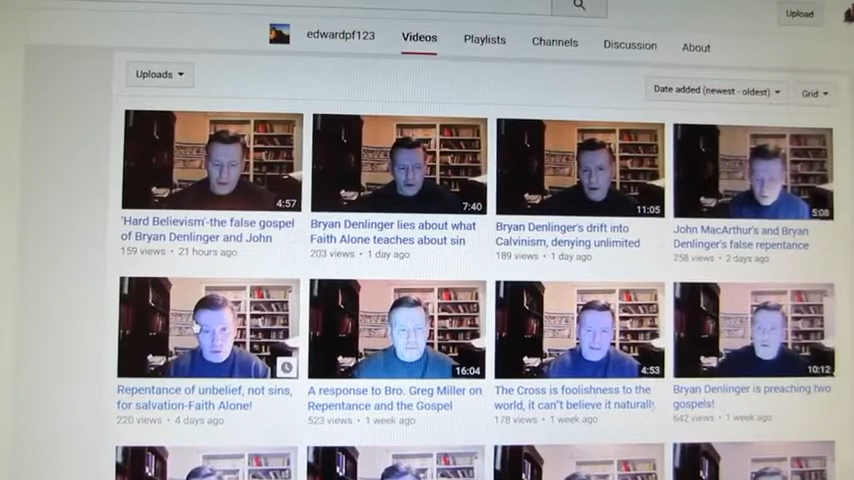 Upload
edwardpf123 Videos Playlists Channels Discussion About
Uploads
Date added (newest - oldest) Grid
4:57
7:40
11:05
5:08
'Hard Believism'-the false gospel
of Bryan Denlinger and John
159 views • 21 hours ago
Bryan Denlinger lies about what
Faith Alone teaches about sin
203 views • 1 day ago
Bryan Denlinger's drift into
Calvinism, denying unlimited
189 views • 1 day ago
John MacArthur's and Bryan
Denlinger's false repentance
258 views • 2 days ago
16:04
4:53
10:12
Repentance of unbelief, not sins,
for salvation-Faith Alone!
220 views • 4 days ago
A response to Bro. Greg Miller on
Repentance and the Gospel
523 views • 1 week ago
The Cross is foolishness to the
world, it can"t believe it naturally
178 views • 1 week ago
Bryan Denlinger is preaching two
gospels!
642 views • 1 week ago